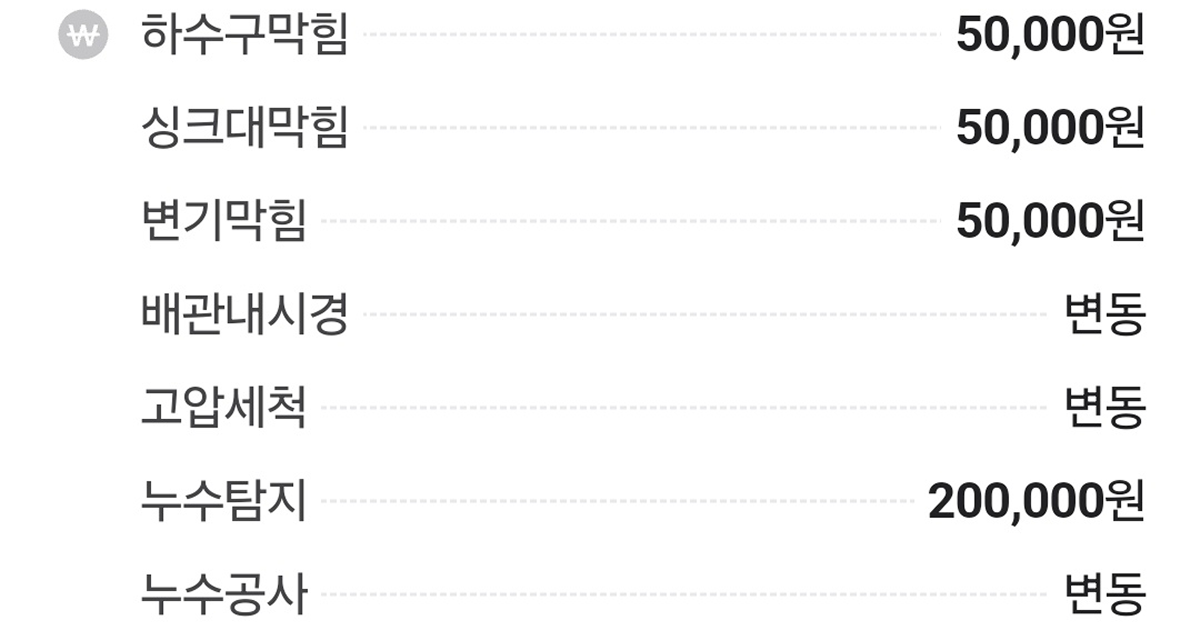 ₩ 하수구막힘 50,000원
싱크대막힘 50,000원
변기막힘 50,000원
배관내시경 변동
고압세척 변동
누수탐지 200,000원
누수공사 변동